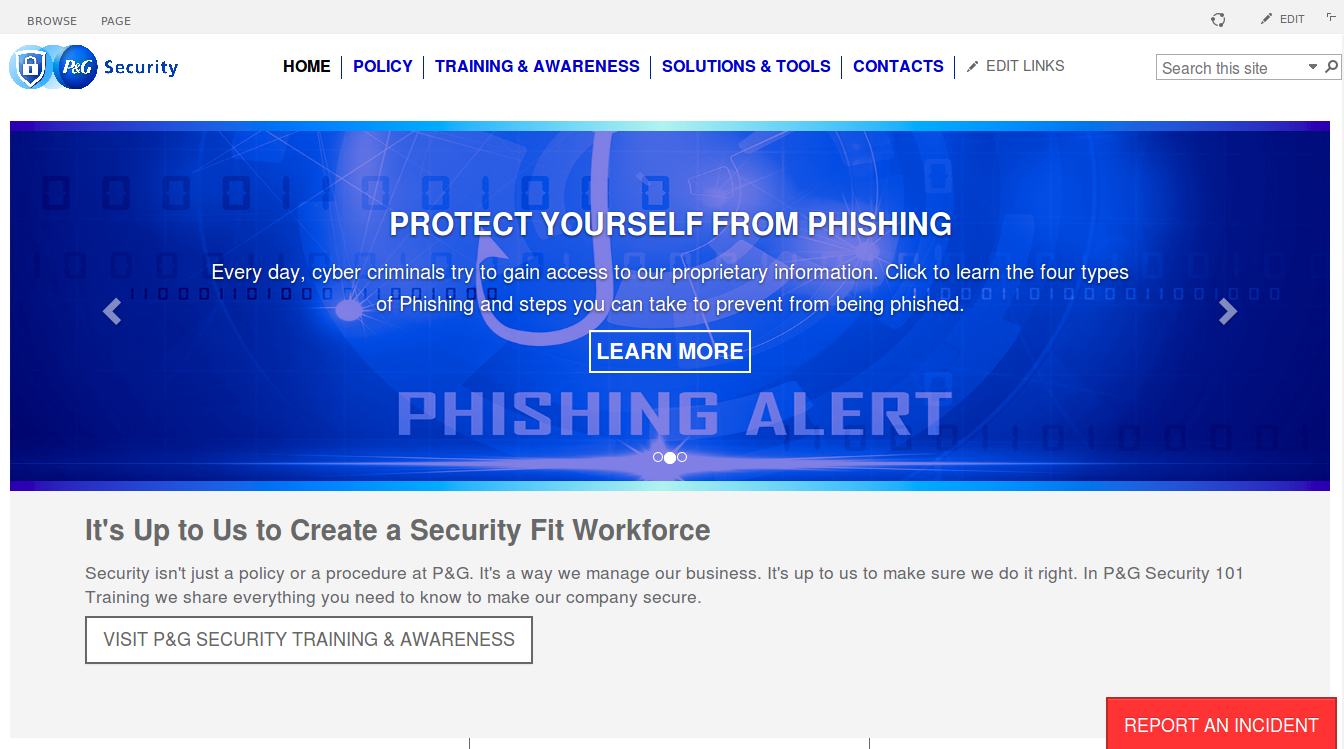 BROWSE PAGE
EDIT
P&G Security
HOME POLICY TRAINING & AWARENESS SOLUTIONS & TOOLS CONTACTS EDIT LINKS
Search this site
PROTECT YOURSELF FROM PHISHING
Every day, cyber criminals try to gain access to our proprietary information. Click to learn the four types
of Phishing and steps you can take to prevent from being phished.
LEARN MORE
PHISHING ALERT
It's Up to Us to Create a Security Fit Workforce
Security isn't just a policy or a procedure at P&G. It's a way we manage our business. It's up to us to make sure we do it right. In P&G Security 101
Training we share everything you need to know to make our company secure.
VISIT P&G SECURITY TRAINING & AWARENESS
REPORT AN INCIDENT